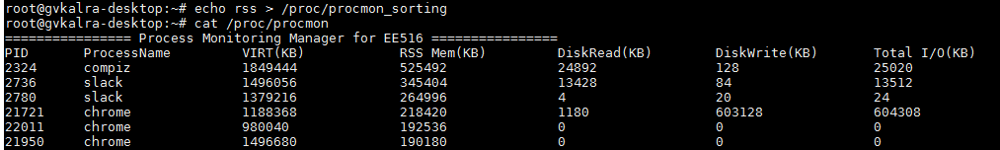 root@gvkalra-desktop:~# echo rss > /proc/procmon_sorting
root@gvkalra-desktop:~# cat /proc/procmon
================ Process Monitoring Manager for EE516 ================
PID ProcessName VIRT(KB) RSS Mem(KB) DiskRead(KB) DiskWrite(KB) Total I/O(KB)
2324 compiz 1849444 525492 24892 128 25020
2736 slack 1496056 345404 13428 84 13512
2780 slack 1379216 264996 4 20 24
21721 chrome 1188368 218420 1180 603128 604308
22011 chrome 980040 192536 0 0 0
21950 chrome 1496680 190180 0 0 0